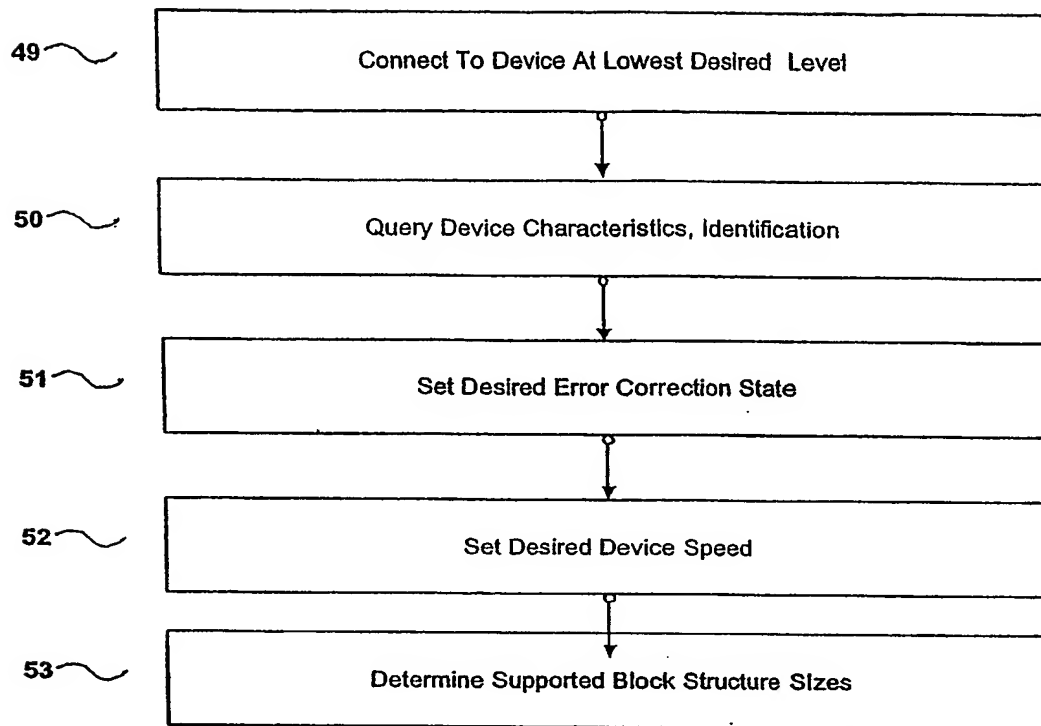 49 Connect To Device At Lowest Desired Level
50 Query Device Characteristics, Identification
51 Set Desired Error Correction State
52 Set Desired Device Speed
53 Determine Supported Block Structure Sizes